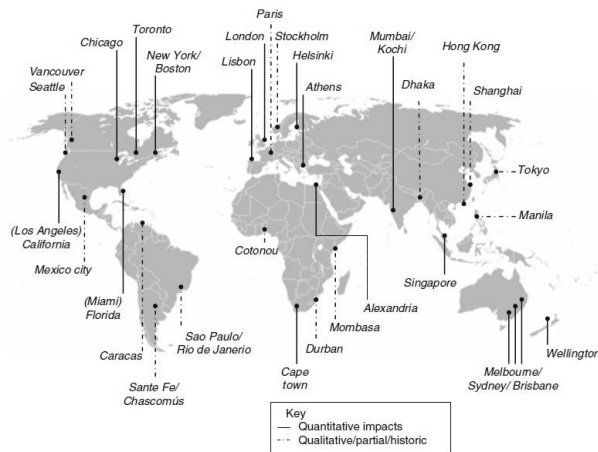 Paris
Toronto
London
Stockholm
Mumbai/
Kochi
Chicago
New York/
Boston
Lisbon
Helsinki
Hong Kong
Vancouver
Seattle
Athens
Dhaka
Shanghai
Tokyo
Manila
(Los Angeles)
California
Mexico city
Cotonou
Singapore
(Miami)
Florida
Alexandria
Mombasa
Sao Paulo/
Rio de Janerio
Durban
Caracas
Wellington
Sante Fe/
Chascomús
Cape
town
Melbourne/
Sydney/ Brisbane
Key
Quantitative impacts
Qualitative/partial/historic